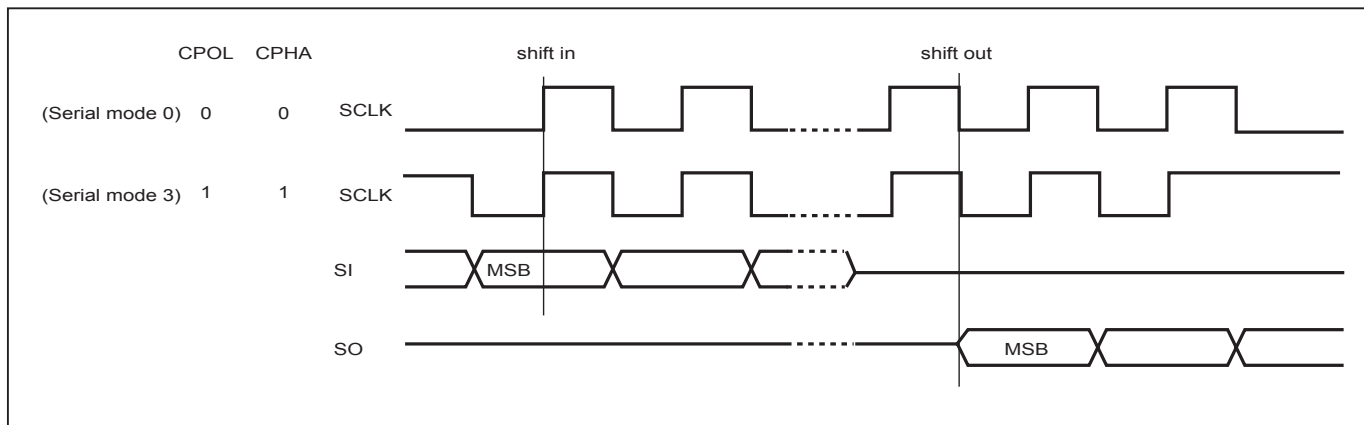 CPOL CPHA shift in shift out
(Serial mode 0) 0 0 SCLK
(Serial mode 3) 1 1 SCLK
SI MSB
SO MSB